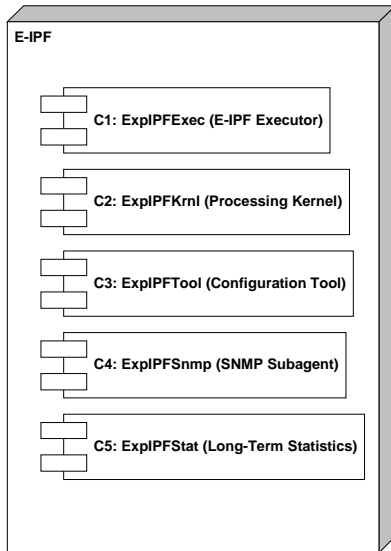 E-IPF
C1: ExpIPFExec (E-IPF Executor)
C2: ExpIPFKrnl (Processing Kernel)
C3: ExpIPFTool (Configuration Tool)
C4: ExpIPFSnmp (SNMP Subagent)
C5: ExpIPFStat (Long-Term Statistics)